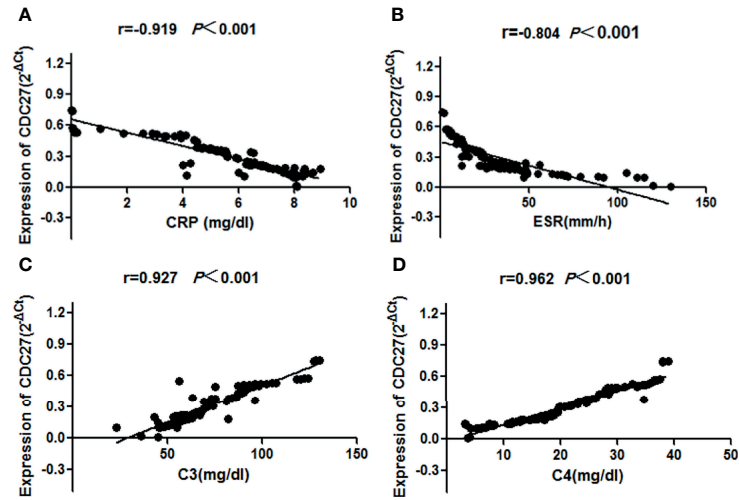 A
r=-0.919 P<0.001
Expression of CDC27(2-ΔCt)
1.2
0.9
0.6
0.3
0.0
-0.3
2
4
6
8
10
CRP (mg/dl)
B
r=-0.804 P<0.001
Expression of CDC27(2-ΔCt)
1.2
0.9
0.6
0.3
0.0
-0.3
50
100
150
ESR(mm/h)
C
r=0.927 P<0.001
Expression of CDC27(2-ΔCt)
1.2
0.9
0.6
0.3
0.0
-0.3
50
100
150
C3(mg/dl)
D
r=0.962 P<0.001
Expression of CDC27(2-ΔCt)
1.2
0.9
0.6
0.3
0.0
-0.3
10
20
30
40
50
C4(mg/dl)